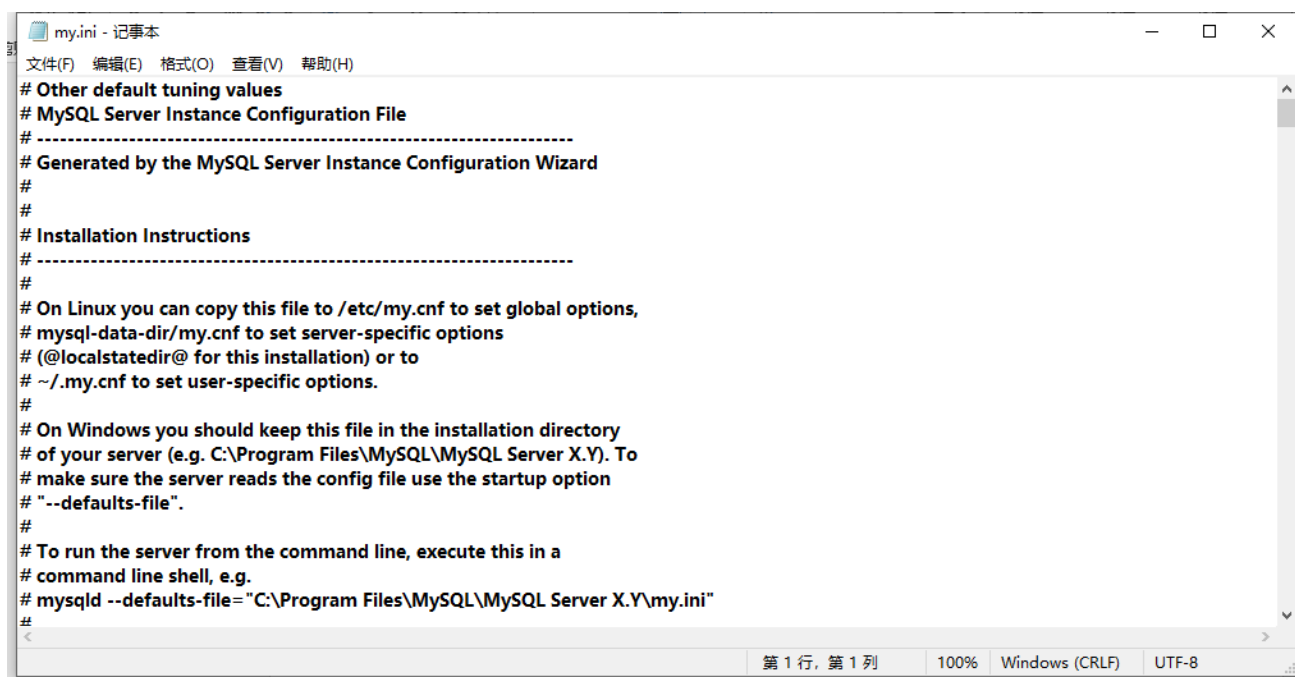 my.ini - 记事本
文件(F) 编辑(E) 格式(O) 查看(V) 帮助(H)
# Other default tuning values
# MySQL Server Instance Configuration File
# ----------------------------------------------------------------------
# Generated by the MySQL Server Instance Configuration Wizard
#
#
# Installation Instructions
# ----------------------------------------------------------------------
#
# On Linux you can copy this file to /etc/my.cnf to set global options,
# mysql-data-dir/my.cnf to set server-specific options
# (@localstatedir@ for this installation) or to
# ~/.my.cnf to set user-specific options.
#
# On Windows you should keep this file in the installation directory
# of your server (e.g. C:\Program Files\MySQL\MySQL Server X.Y). To
# make sure the server reads the config file use the startup option
# "--defaults-file".
#
# To run the server from the command line, execute this in a
# command line shell, e.g.
# mysqld --defaults-file="C:\Program Files\MySQL\MySQL Server X.Y\my.ini"
#
第 1 行, 第 1 列 100% Windows (CRLF) UTF-8